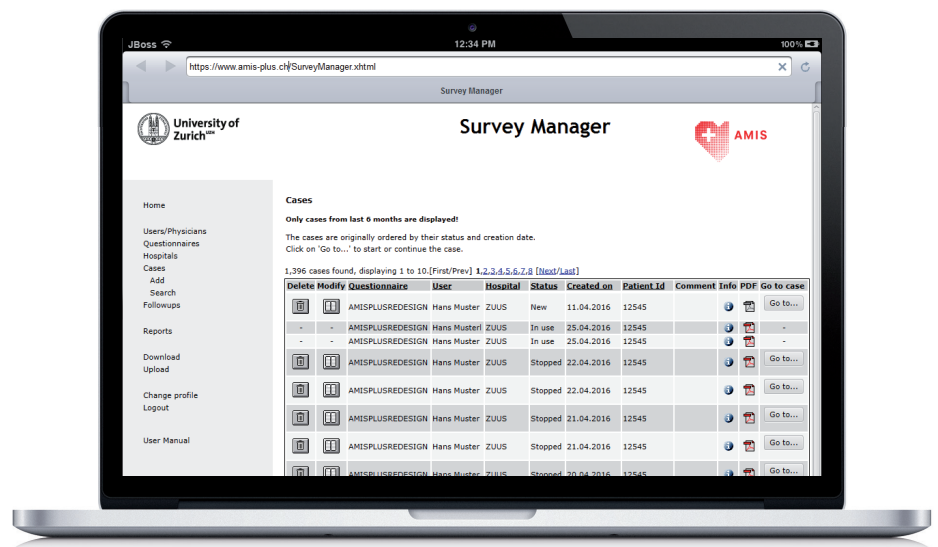 JBoss 12:34 PM 100%
https://www.amis-plus.ch/SurveyManager.xhtml
Survey Manager
University of
Zurich UZH
Survey Manager
AMIS
Home
Users/Physicians
Questionnaires
Hospitals
Cases
Add
Search
Followups
Reports
Download
Upload
Change profile
Logout
User Manual
Cases
Only cases from last 6 months are displayed!
The cases are originally ordered by their status and creation date.
Click on 'Go to...' to start or continue the case.
1,396 cases found, displaying 1 to 10.[First/Prev] 1,2,3,4,5,6,7,8 [Next/Last]
Delete Modify Questionnaire User Hospital Status Created on Patient Id Comment Info PDF Go to case
AMISPLUSREDESIGN Hans Muster ZUUS New 11.04.2016 12545 Go to...
- - AMISPLUSREDESIGN Hans Musterl ZUUS In use 25.04.2016 12545 -
- - AMISPLUSREDESIGN Hans Muster ZUUS In use 25.04.2016 12545 -
AMISPLUSREDESIGN Hans Muster ZUUS Stopped 22.04.2016 12545 Go to...
AMISPLUSREDESIGN Hans Muster ZUUS Stopped 22.04.2016 12545 Go to...
AMISPLUSREDESIGN Hans Muster ZUUS Stopped 21.04.2016 12545 Go to...
AMISPLUSREDESIGN Hans Muster ZUUS Stopped 21.04.2016 12545 Go to...
AMISPLUSREDESIGN Hans Muster ZUUS Stopped 20.04.2016 12545 Go to...